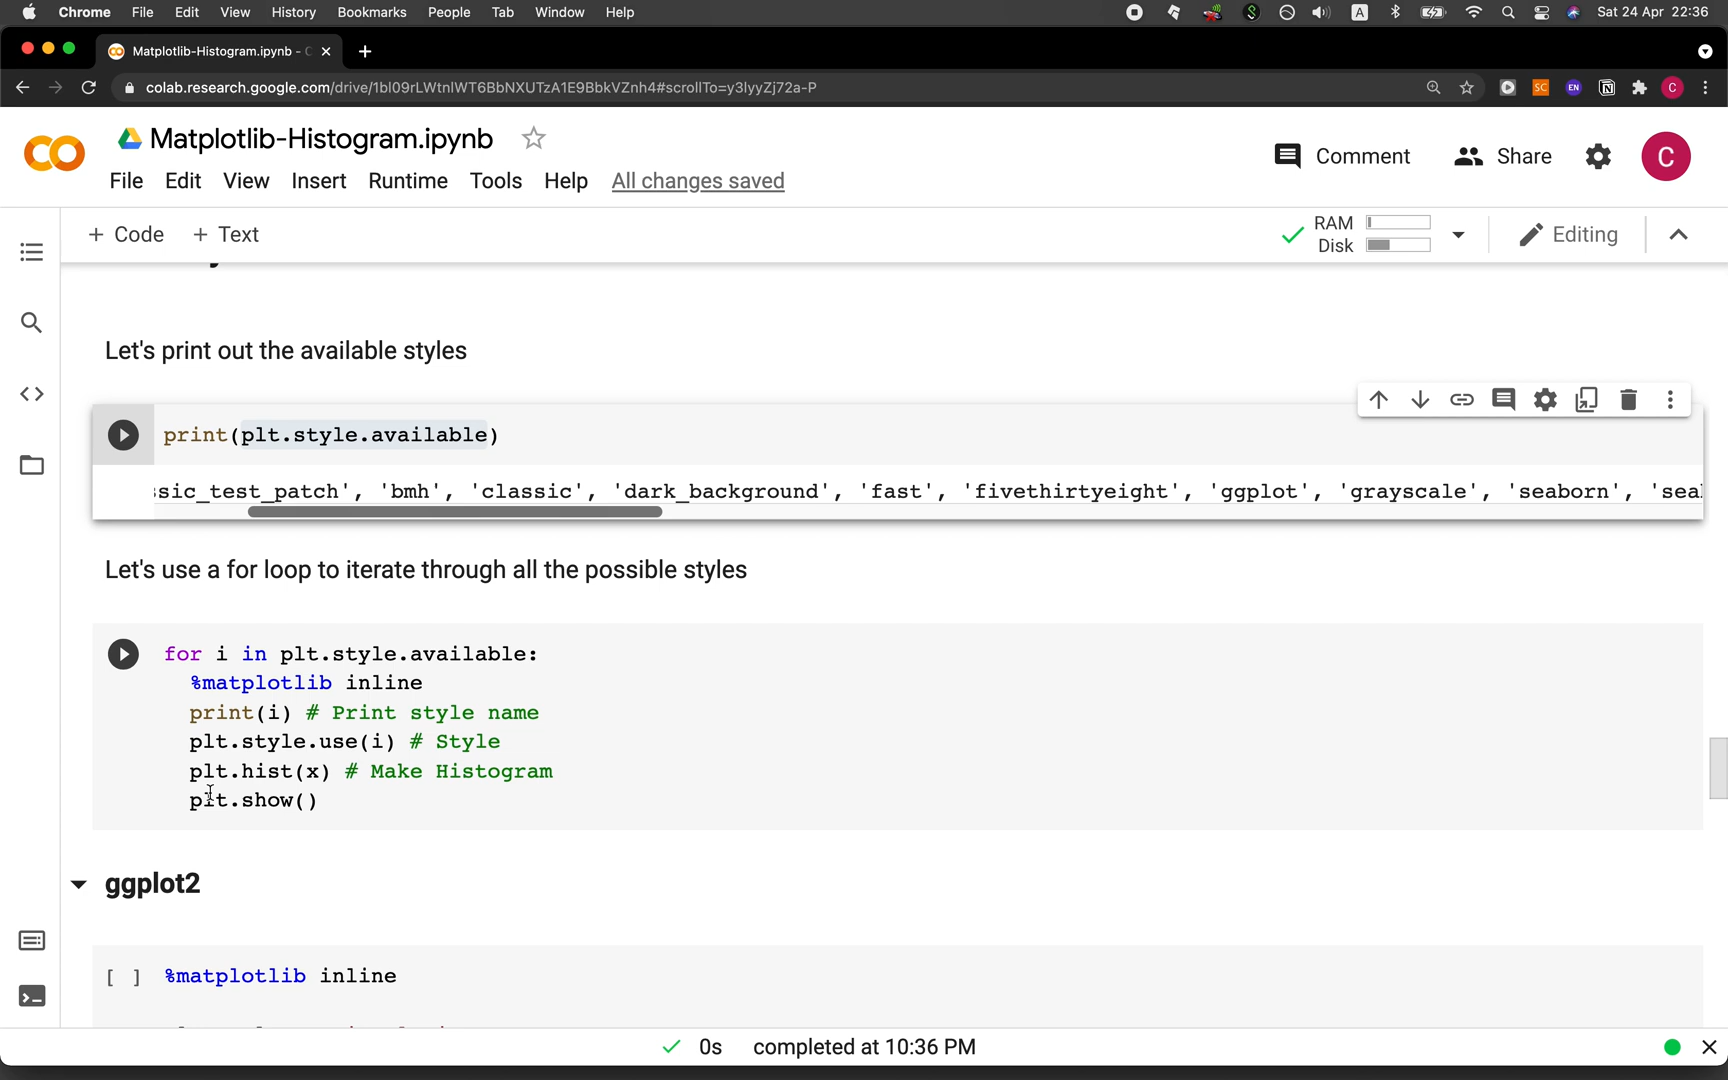 Chrome File Edit View History Bookmarks People Tab Window Help A Sat 24 Apr 22:36
Matplotlib-Histogram.ipynb - C
colab.research.google.com/drive/1bl09rLWtnlWT6BbNXUTzA1E9BbkVZnh4#scrollTo=y3lyyZj72a-P SC EN C
Matplotlib-Histogram.ipynb
Comment Share C
File Edit View Insert Runtime Tools Help All changes saved
+ Code + Text RAM Disk Editing
Let's print out the available styles
print(plt.style.available)
ssic_test_patch', 'bmh', 'classic', 'dark_background', 'fast', 'fivethirtyeight', 'ggplot', 'grayscale', 'seaborn', 'sea
Let's use a for loop to iterate through all the possible styles
for i in plt.style.available:
%matplotlib inline
print(i) # Print style name
plt.style.use(i) # Style
plt.hist(x) # Make Histogram
plt.show()
ggplot2
[ ] %matplotlib inline
0s completed at 10:36 PM